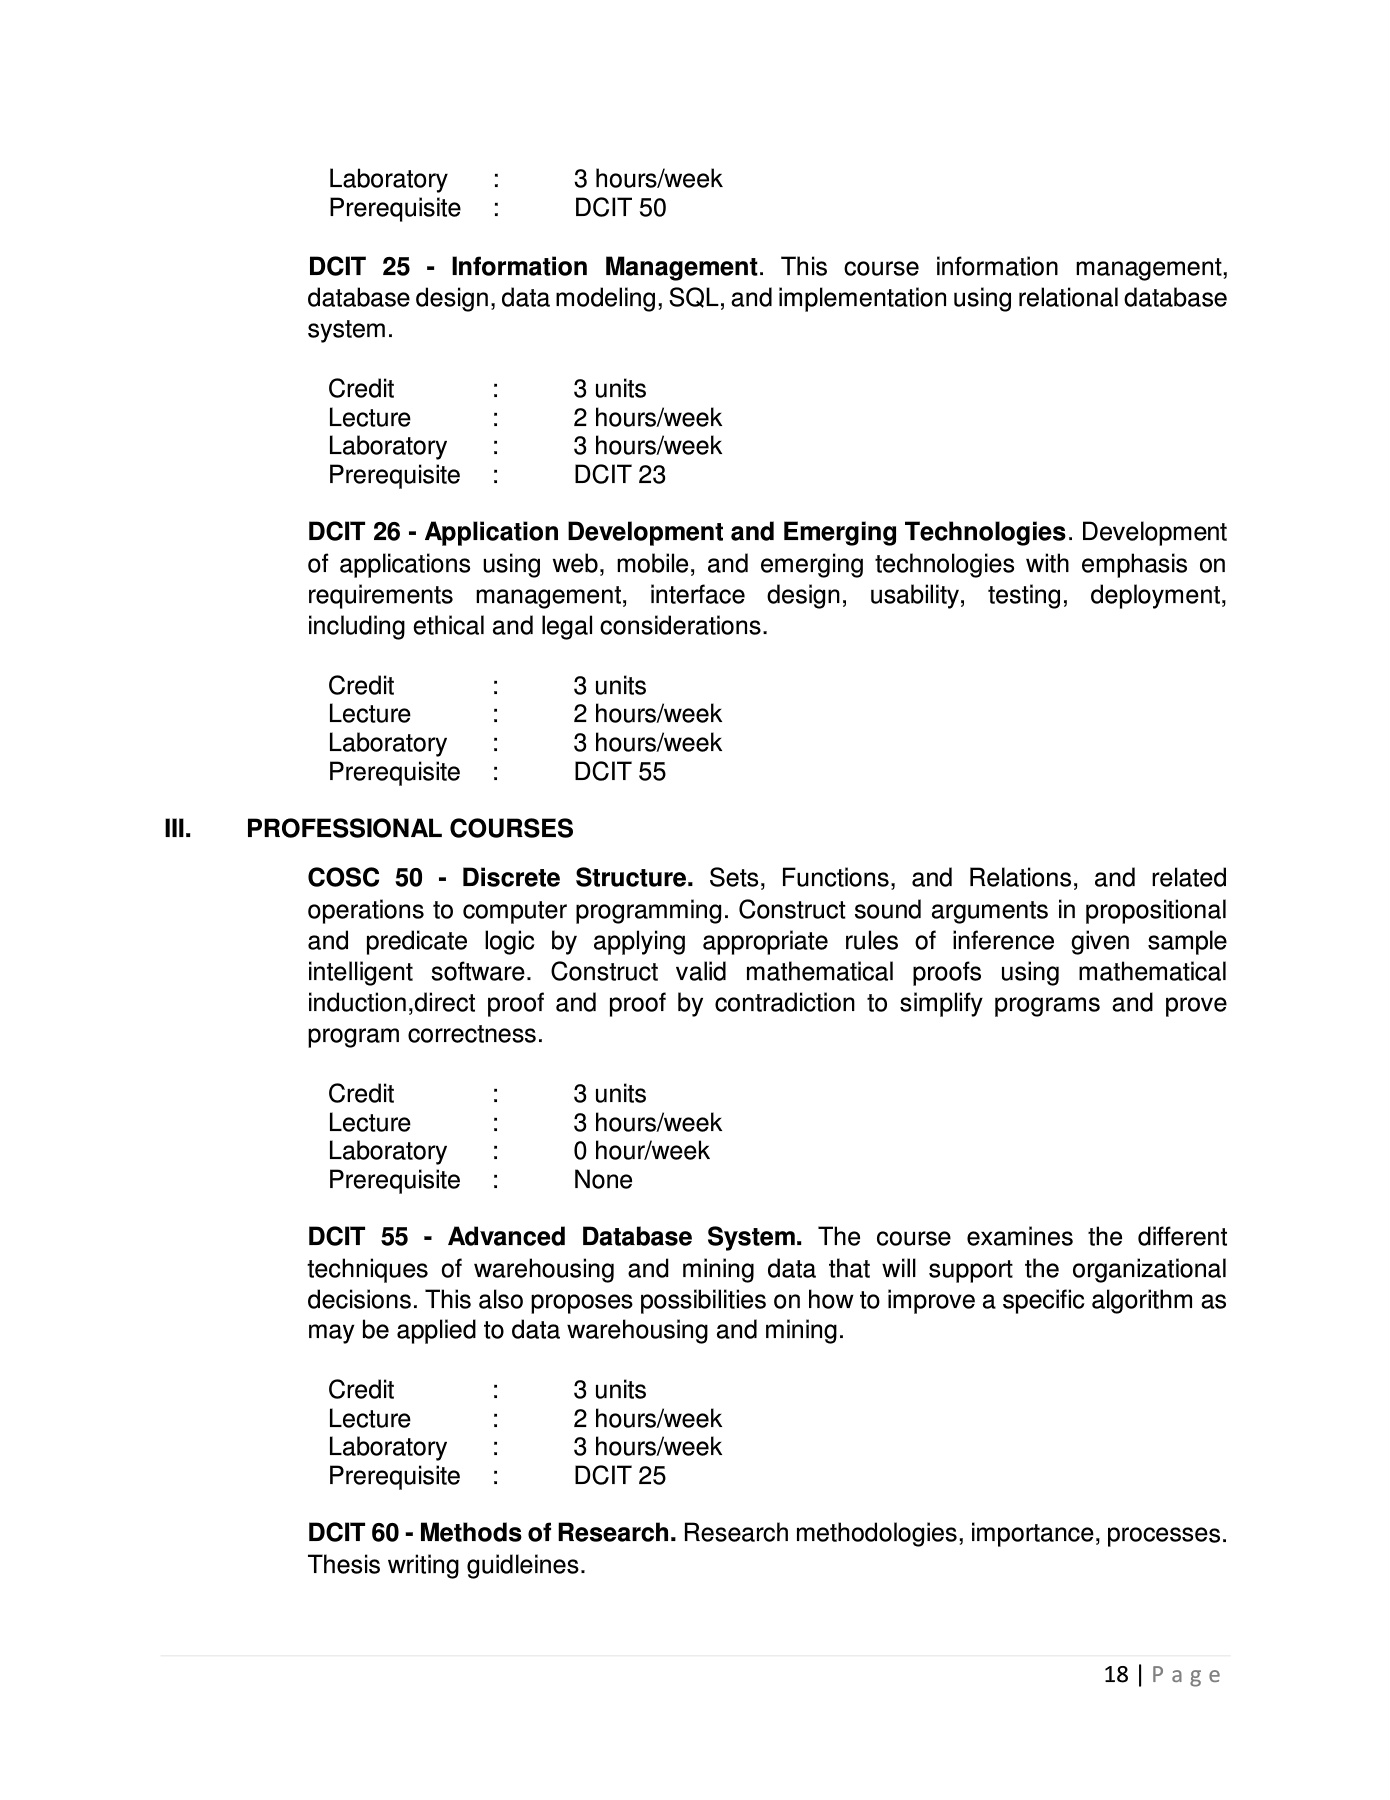 Laboratory : 3 hours/week
Prerequisite : DCIT 50
DCIT 25 - Information Management. This course information management,
database design, data modeling, SQL, and implementation using relational database
system.
Credit : 3 units
Lecture : 2 hours/week
Laboratory : 3 hours/week
Prerequisite : DCIT 23
DCIT 26 - Application Development and Emerging Technologies. Development
of applications using web, mobile, and emerging technologies with emphasis on
requirements management, interface design, usability, testing, deployment,
including ethical and legal considerations.
Credit : 3 units
Lecture : 2 hours/week
Laboratory : 3 hours/week
Prerequisite : DCIT 55
III. PROFESSIONAL COURSES
COSC 50 - Discrete Structure. Sets, Functions, and Relations, and related
operations to computer programming. Construct sound arguments in propositional
and predicate logic by applying appropriate rules of inference given sample
intelligent software. Construct valid mathematical proofs using mathematical
induction,direct proof and proof by contradiction to simplify programs and prove
program correctness.
Credit : 3 units
Lecture : 3 hours/week
Laboratory : 0 hour/week
Prerequisite : None
DCIT 55 - Advanced Database System. The course examines the different
techniques of warehousing and mining data that will support the organizational
decisions. This also proposes possibilities on how to improve a specific algorithm as
may be applied to data warehousing and mining.
Credit : 3 units
Lecture : 2 hours/week
Laboratory : 3 hours/week
Prerequisite : DCIT 25
DCIT 60 - Methods of Research. Research methodologies, importance, processes.
Thesis writing guidleines.
18 | Page